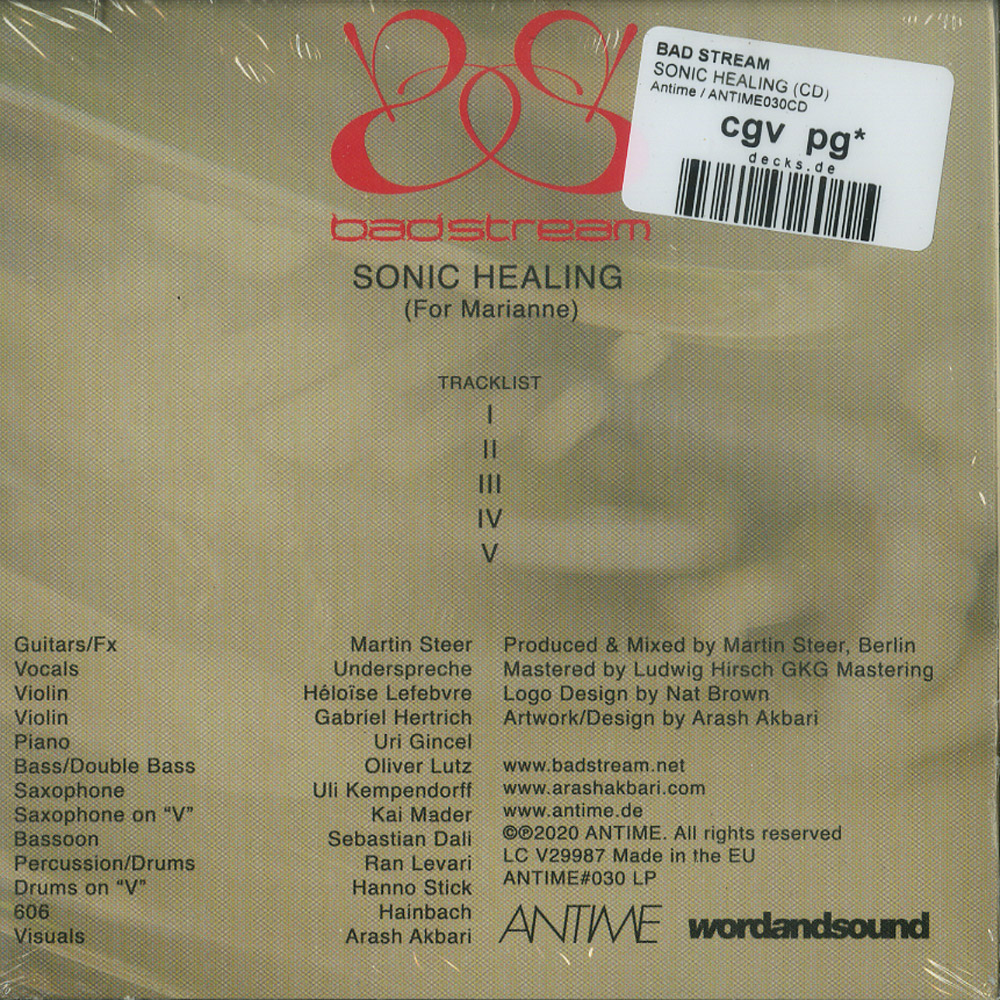 BAD STREAM
SONIC HEALING (CD)
Antime / ANTIME030CD
cgv pg*
decks.de
badstream
SONIC HEALING
(For Marianne)
TRACKLIST
I
II
III
IV
V
Guitars/Fx Martin Steer
Vocals Underspreche
Violin Héloïse Lefebvre
Violin Gabriel Hertrich
Piano Uri Gincel
Bass/Double Bass Oliver Lutz
Saxophone Uli Kempendorff
Saxophone on “V” Kai Mader
Bassoon Sebastian Dali
Percussion/Drums Ran Levari
Drums on “V” Hanno Stick
606 Hainbach
Visuals Arash Akbari
Produced & Mixed by Martin Steer, Berlin
Mastered by Ludwig Hirsch GKG Mastering
Logo Design by Nat Brown
Artwork/Design by Arash Akbari
www.badstream.net
www.arashakbari.com
www.antime.de
©℗2020 ANTIME. All rights reserved
LC V29987 Made in the EU
ANTIME#030 LP
ANTIME wordandsound